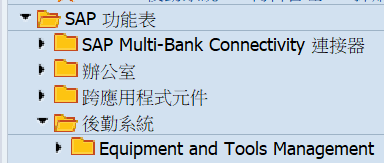 SAP 功能表
SAP Multi-Bank Connectivity 連接器
辦公室
跨應用程式元件
後勤系統
Equipment and Tools Management